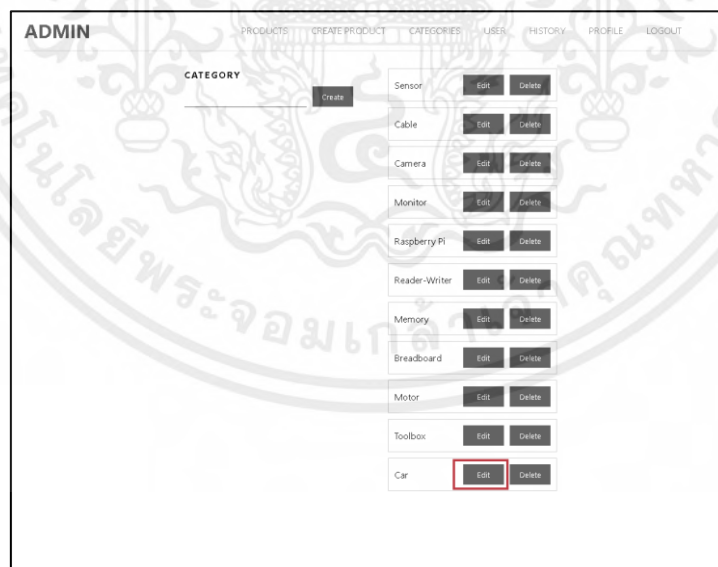 ADMIN
PRODUCTS CREATE PRODUCT CATEGORIES USER HISTORY PROFILE LOGOUT
CATEGORY
Create
Sensor Edit Delete
Cable Edit Delete
Camera Edit Delete
Monitor Edit Delete
Raspberry Pi Edit Delete
Reader-Writer Edit Delete
Memory Edit Delete
Breadboard Edit Delete
Motor Edit Delete
Toolbox Edit Delete
Car Edit Delete